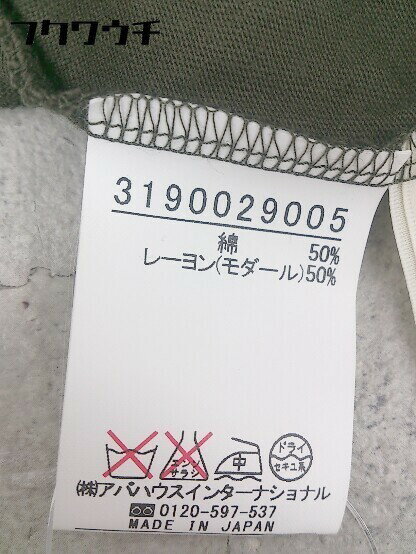 フクウクチ
3190029005
綿 50%
レーヨン(モダール)50%
エンソサラシ 中 ドライ セキユ系
㈱アバハウスインターナショナル
0120-597-537
MADE IN JAPAN